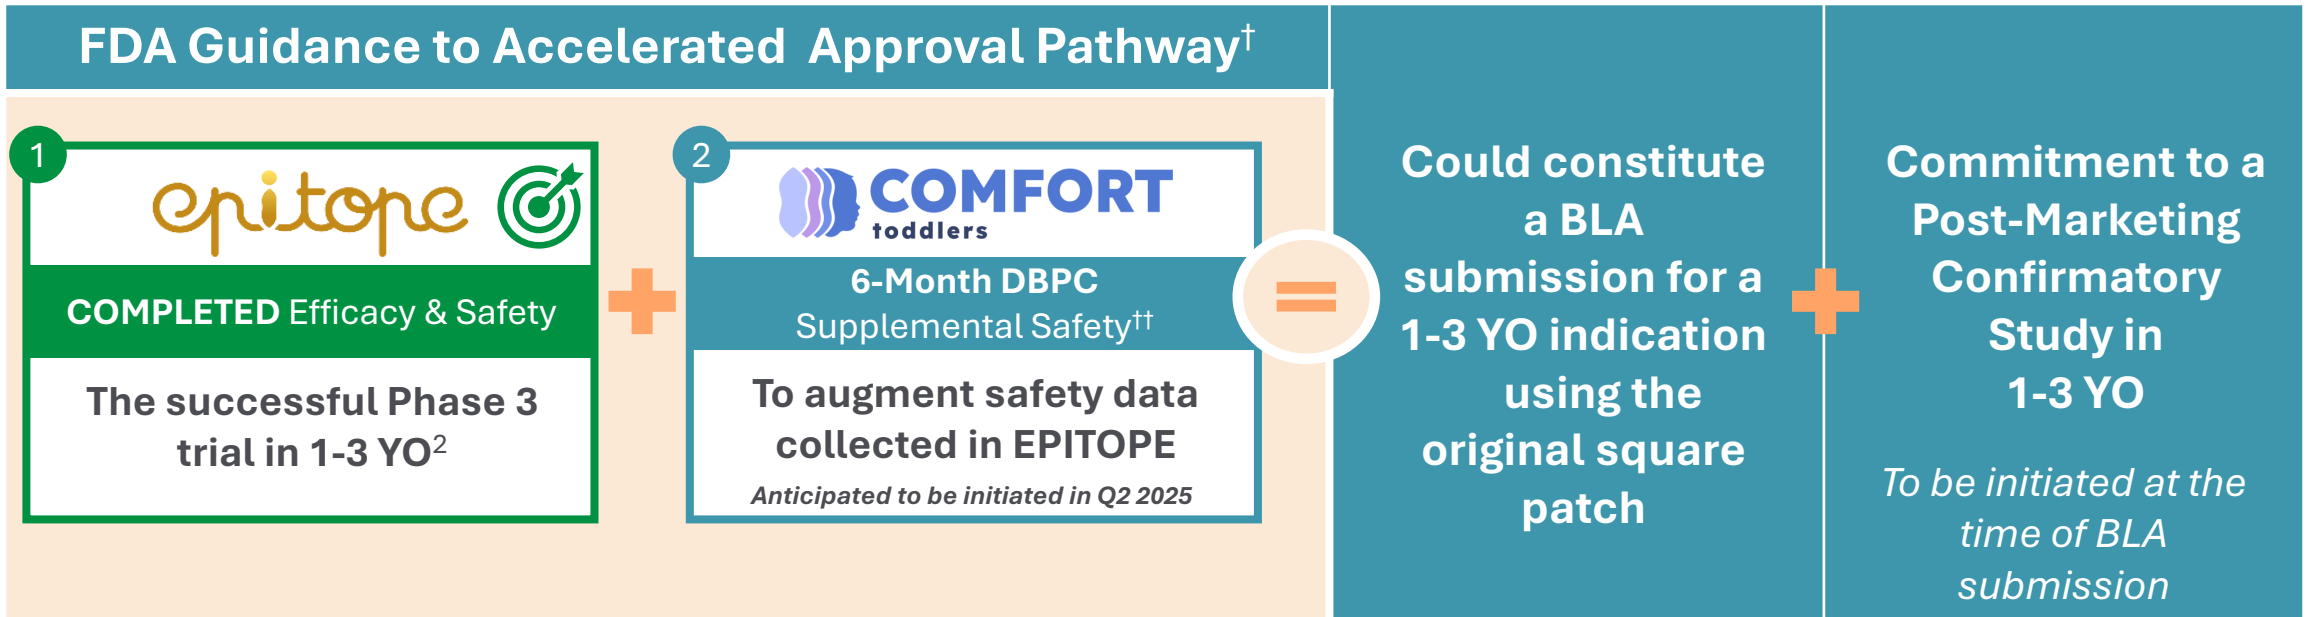 FDA Guidance to Accelerated Approval Pathway†
1
epitope
COMPLETED Efficacy & Safety
The successful Phase 3
trial in 1-3 YO2
+
2
COMFORT
toddlers
6-Month DBPC
Supplemental Safety††
To augment safety data
collected in EPITOPE
Anticipated to be initiated in Q2 2025
=
Could constitute
a BLA
submission for a
1-3 YO indication
using the
original square
patch
+
Commitment to a
Post-Marketing
Confirmatory
Study in
1-3 YO
To be initiated at the
time of BLA
submission